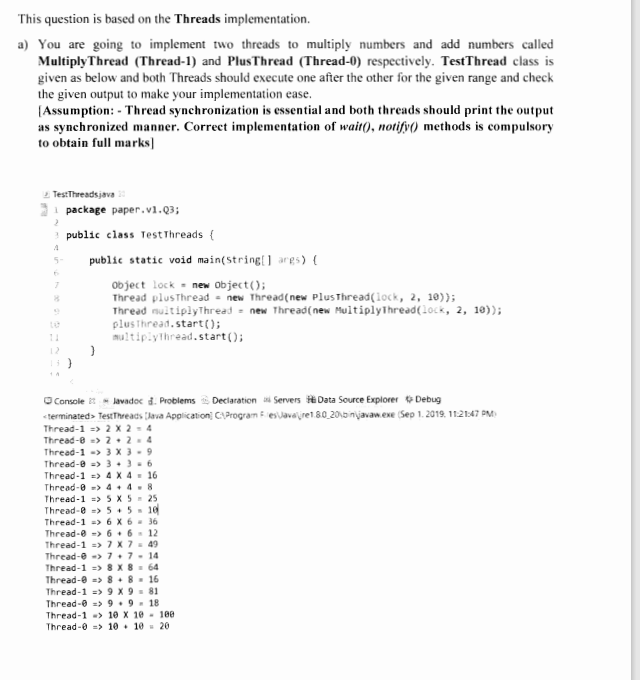 This question is based on the Threads implementation.
a) You are going to implement two threads to multiply numbers and add numbers called
MultiplyThread (Thread-1) and PlusThread (Thread-0) respectively. TestThread class is
given as below and both Threads should execute one after the other for the given range and check
the given output to make your implementation ease.
[Assumption: - Thread synchronization is essential and both threads should print the output
as synchronized manner. Correct implementation of wait(), notify() methods is compulsory
to obtain full marks]
TestThreads.java
1 package paper.v1.Q3;
2
3 public class TestThreads {
4
5 public static void main(String[] args) {
6
7 Object lock = new Object();
8 Thread plusThread = new Thread(new PlusThread(lock, 2, 10));
9 Thread multiplyThread = new Thread(new MultiplyThread(lock, 2, 10));
10 plusThread.start();
11 multiplyThread.start();
12 }
13 }
14
Console Javadoc Problems Declaration Servers Data Source Explorer Debug
<terminated> TestThreads [Java Application] C:\Program Files\Java\jre1.8.0_201\bin\javaw.exe (Sep 1, 2019, 11:21:47 PM)
Thread-1 => 2 X 2 = 4
Thread-0 => 2 + 2 = 4
Thread-1 => 3 X 3 = 9
Thread-0 => 3 + 3 = 6
Thread-1 => 4 X 4 = 16
Thread-0 => 4 + 4 = 8
Thread-1 => 5 X 5 = 25
Thread-0 => 5 + 5 = 10
Thread-1 => 6 X 6 = 36
Thread-0 => 6 + 6 = 12
Thread-1 => 7 X 7 = 49
Thread-0 => 7 + 7 = 14
Thread-1 => 8 X 8 = 64
Thread-0 => 8 + 8 = 16
Thread-1 => 9 X 9 = 81
Thread-0 => 9 + 9 = 18
Thread-1 => 10 X 10 = 100
Thread-0 => 10 + 10 = 20